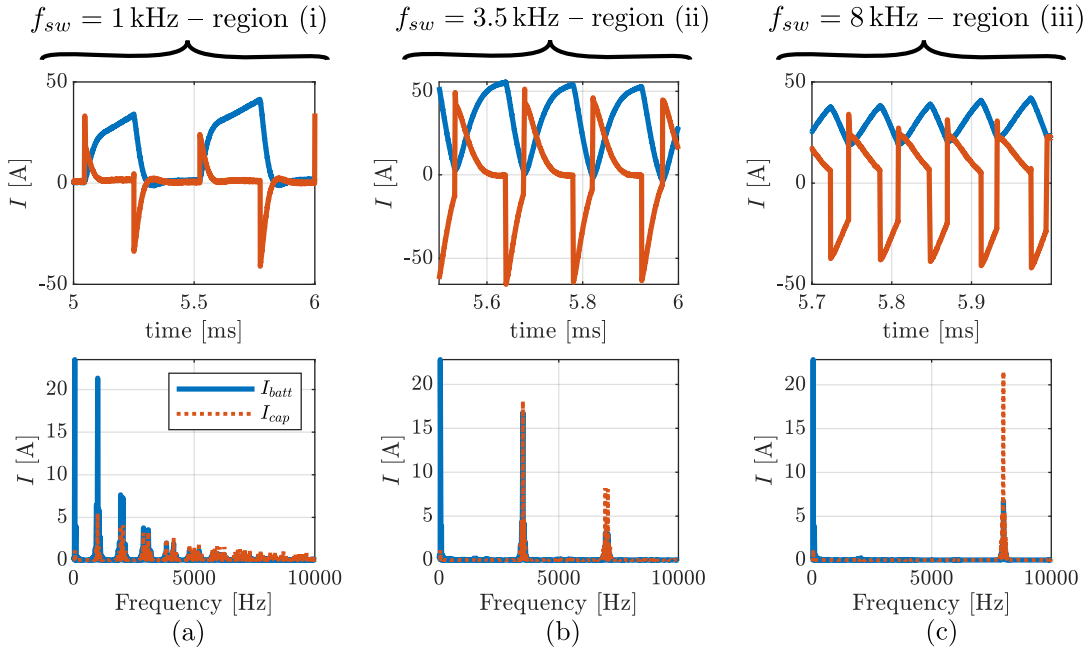 f_sw = 1 kHz – region (i)
f_sw = 3.5 kHz – region (ii)
f_sw = 8 kHz – region (iii)
50
0
-50
I [A]
5
5.5
6
time [ms]
50
0
-50
I [A]
5.6
5.8
6
time [ms]
50
0
-50
I [A]
5.7
5.8
5.9
time [ms]
20
15
10
5
0
I [A]
I_batt
I_cap
0
5000
10000
Frequency [Hz]
(a)
20
15
10
5
0
I [A]
0
5000
10000
Frequency [Hz]
(b)
20
15
10
5
0
I [A]
0
5000
10000
Frequency [Hz]
(c)